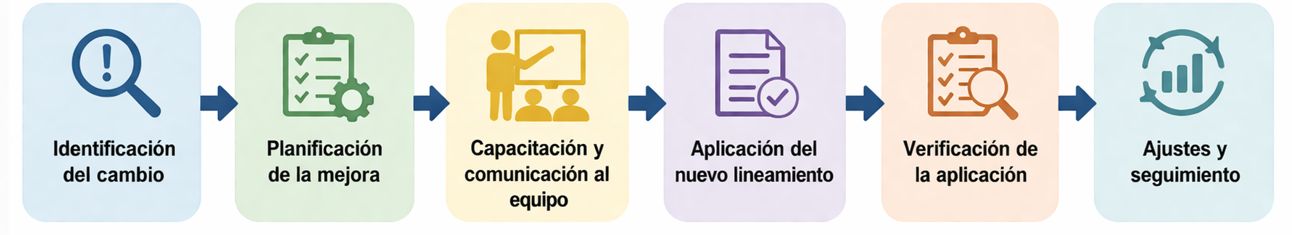 Identificación
del cambio
Planificación
de la mejora
Capacitación y
comunicación al
equipo
Aplicación del
nuevo lineamiento
Verificación de
la aplicación
Ajustes y
seguimiento